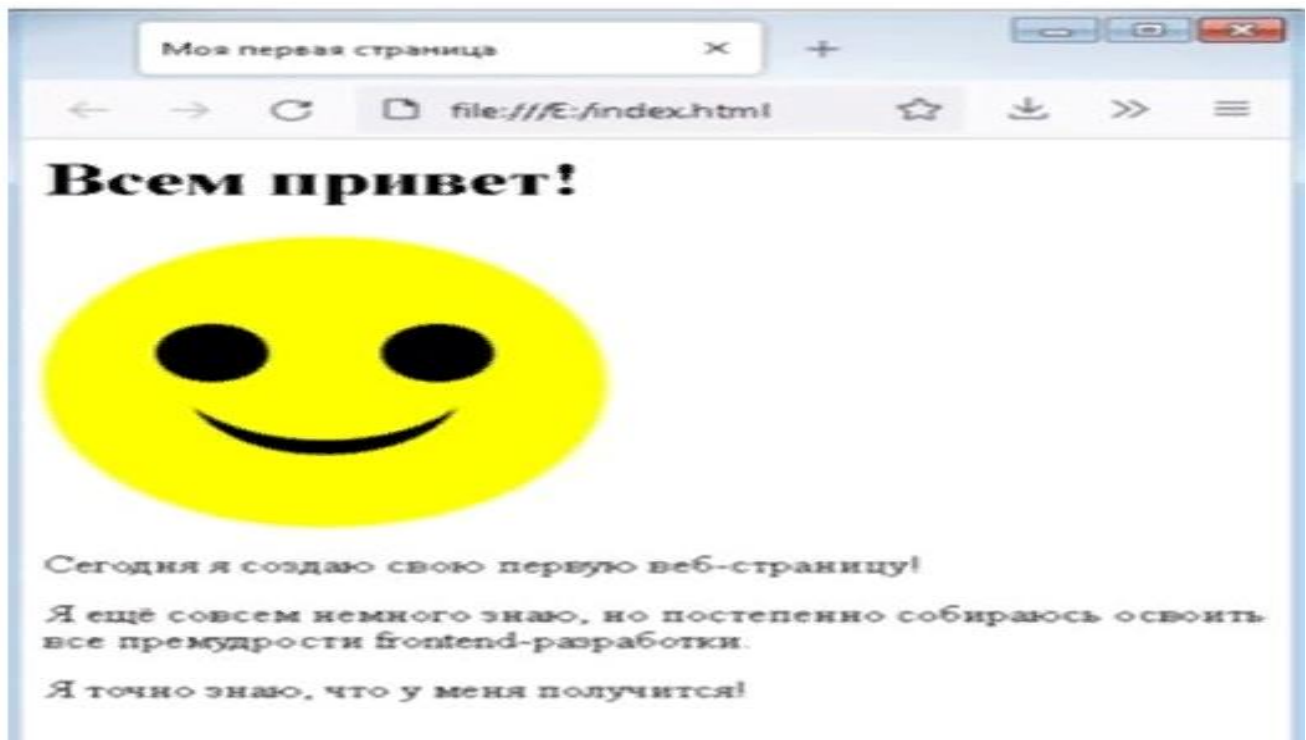 Моя первая страница
file:///E:/index.html
Всем привет!
Сегодня я создаю свою первую веб-страницу!
Я ещё совсем немного знаю, но постепенно собираюсь освоить
все премудрости frontend-разработки.
Я точно знаю, что у меня получится!